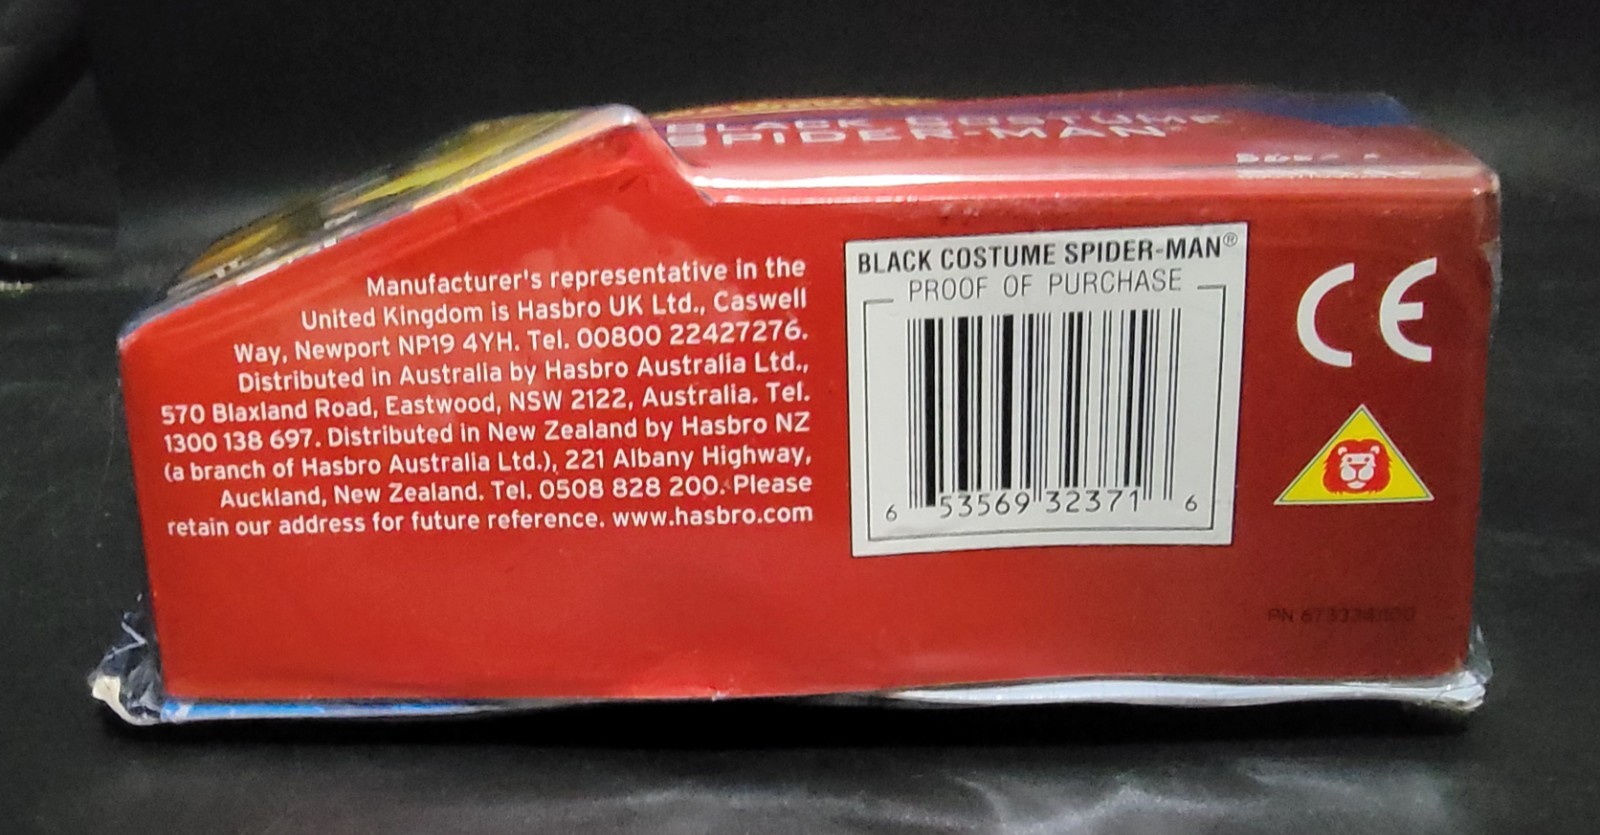 BLACK COSTUME
SPIDER-MAN
Manufacturer's representative in the
United Kingdom is Hasbro UK Ltd., Caswell
Way, Newport NP19 4YH. Tel. 00800 22427276.
Distributed in Australia by Hasbro Australia Ltd.,
570 Blaxland Road, Eastwood, NSW 2122, Australia. Tel.
1300 138 697. Distributed in New Zealand by Hasbro NZ
(a branch of Hasbro Australia Ltd.), 221 Albany Highway,
Auckland, New Zealand. Tel. 0508 828 200. Please
retain our address for future reference. www.hasbro.com
BLACK COSTUME SPIDER-MAN®
PROOF OF PURCHASE
6 53569 32371 6
CE
PN